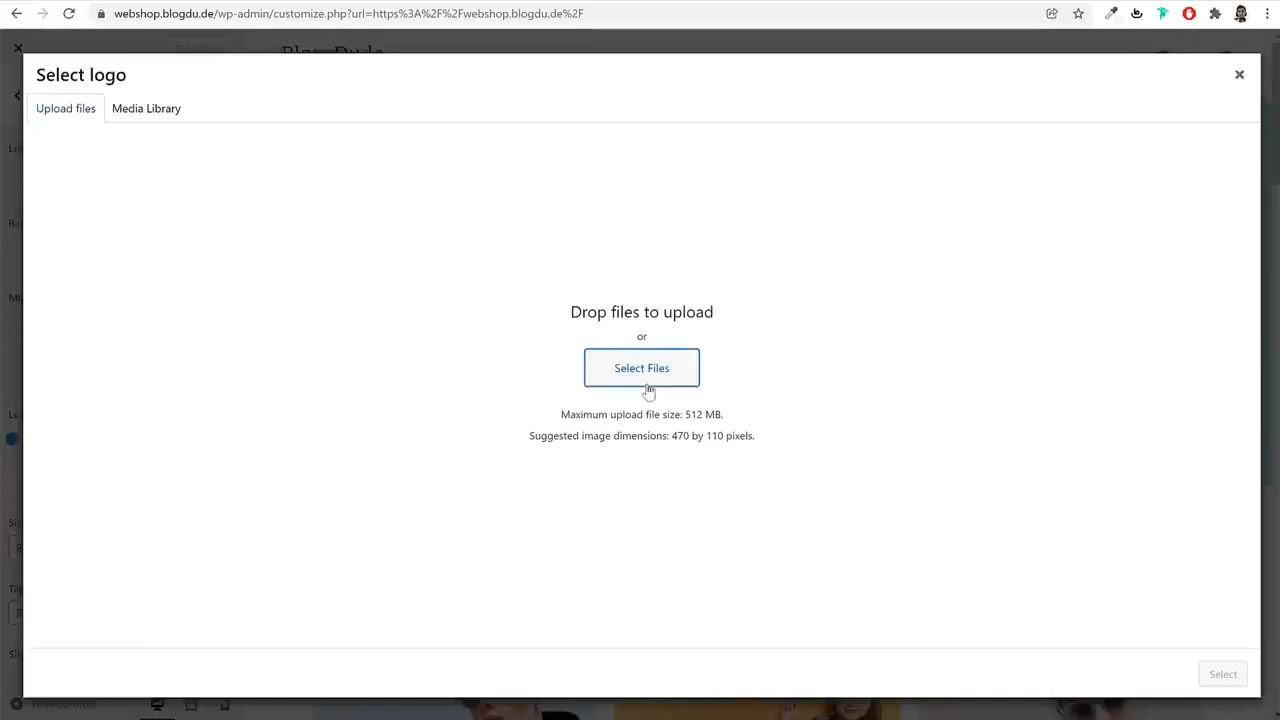 webshop.blogdu.de/wp-admin/customize.php?url=https%3A%2F%2Fwebshop.blogdu.de%2F
Select logo
Upload files
Media Library
Drop files to upload
or
Select Files
Maximum upload file size: 512 MB.
Suggested image dimensions: 470 by 110 pixels.
Select